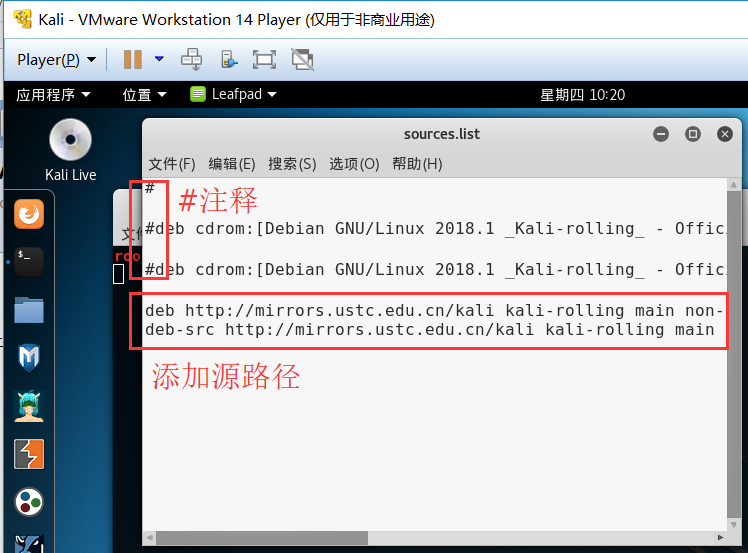 Kali - VMware Workstation 14 Player (仅用于非商业用途)
Player(P)
应用程序 位置 Leafpad 星期四 10:20
sources.list
Kali Live
文件(F) 编辑(E) 搜索(S) 选项(O) 帮助(H)
#
#注释
#deb cdrom:[Debian GNU/Linux 2018.1 _Kali-rolling_ - Offic
#deb cdrom:[Debian GNU/Linux 2018.1 _Kali-rolling_ - Offic
deb http://mirrors.ustc.edu.cn/kali kali-rolling main non-
deb-src http://mirrors.ustc.edu.cn/kali kali-rolling main
添加源路径